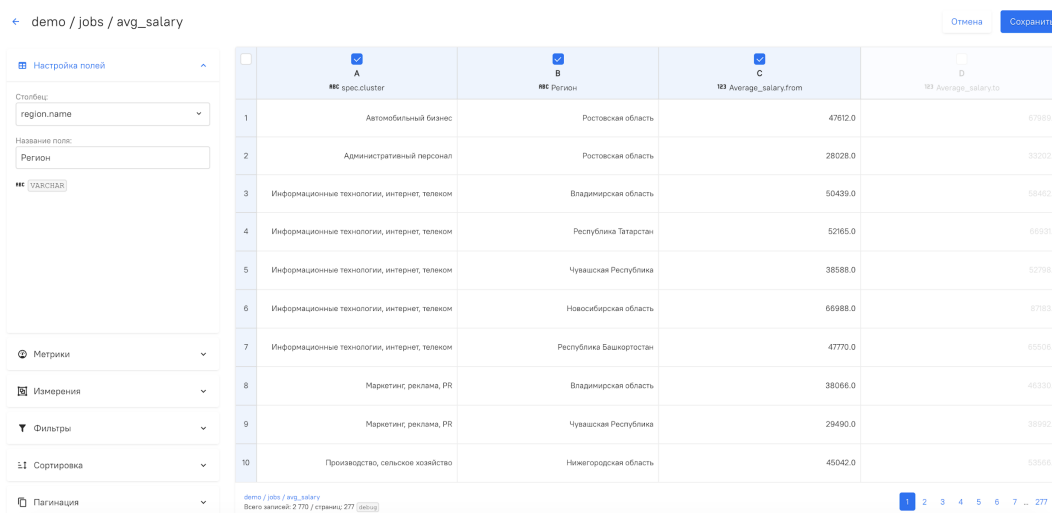 ← demo / jobs / avg_salary
Отмена
Сохранить
Настройка полей
Столбец:
region.name
Название поля:
Регион
ABC VARCHAR
Метрики
Измерения
Фильтры
Сортировка
Пагинация
A B C D
ABC spec.cluster ABC Регион 123 Average_salary.from 123 Average_salary.to
1 Автомобильный бизнес Ростовская область 47612.0
2 Административный персонал Ростовская область 28028.0
3 Информационные технологии, интернет, телеком Владимирская область 50439.0
4 Информационные технологии, интернет, телеком Республика Татарстан 52165.0
5 Информационные технологии, интернет, телеком Чувашская Республика 38588.0
6 Информационные технологии, интернет, телеком Новосибирская область 66988.0
7 Информационные технологии, интернет, телеком Республика Башкортостан 47770.0
8 Маркетинг, реклама, PR Владимирская область 38066.0
9 Маркетинг, реклама, PR Чувашская Республика 29490.0
10 Производство, сельское хозяйство Нижегородская область 45042.0
demo / jobs / avg_salary
Всего записей: 2 770 / страниц: 277 debug
1 2 3 4 5 6 7 ... 277